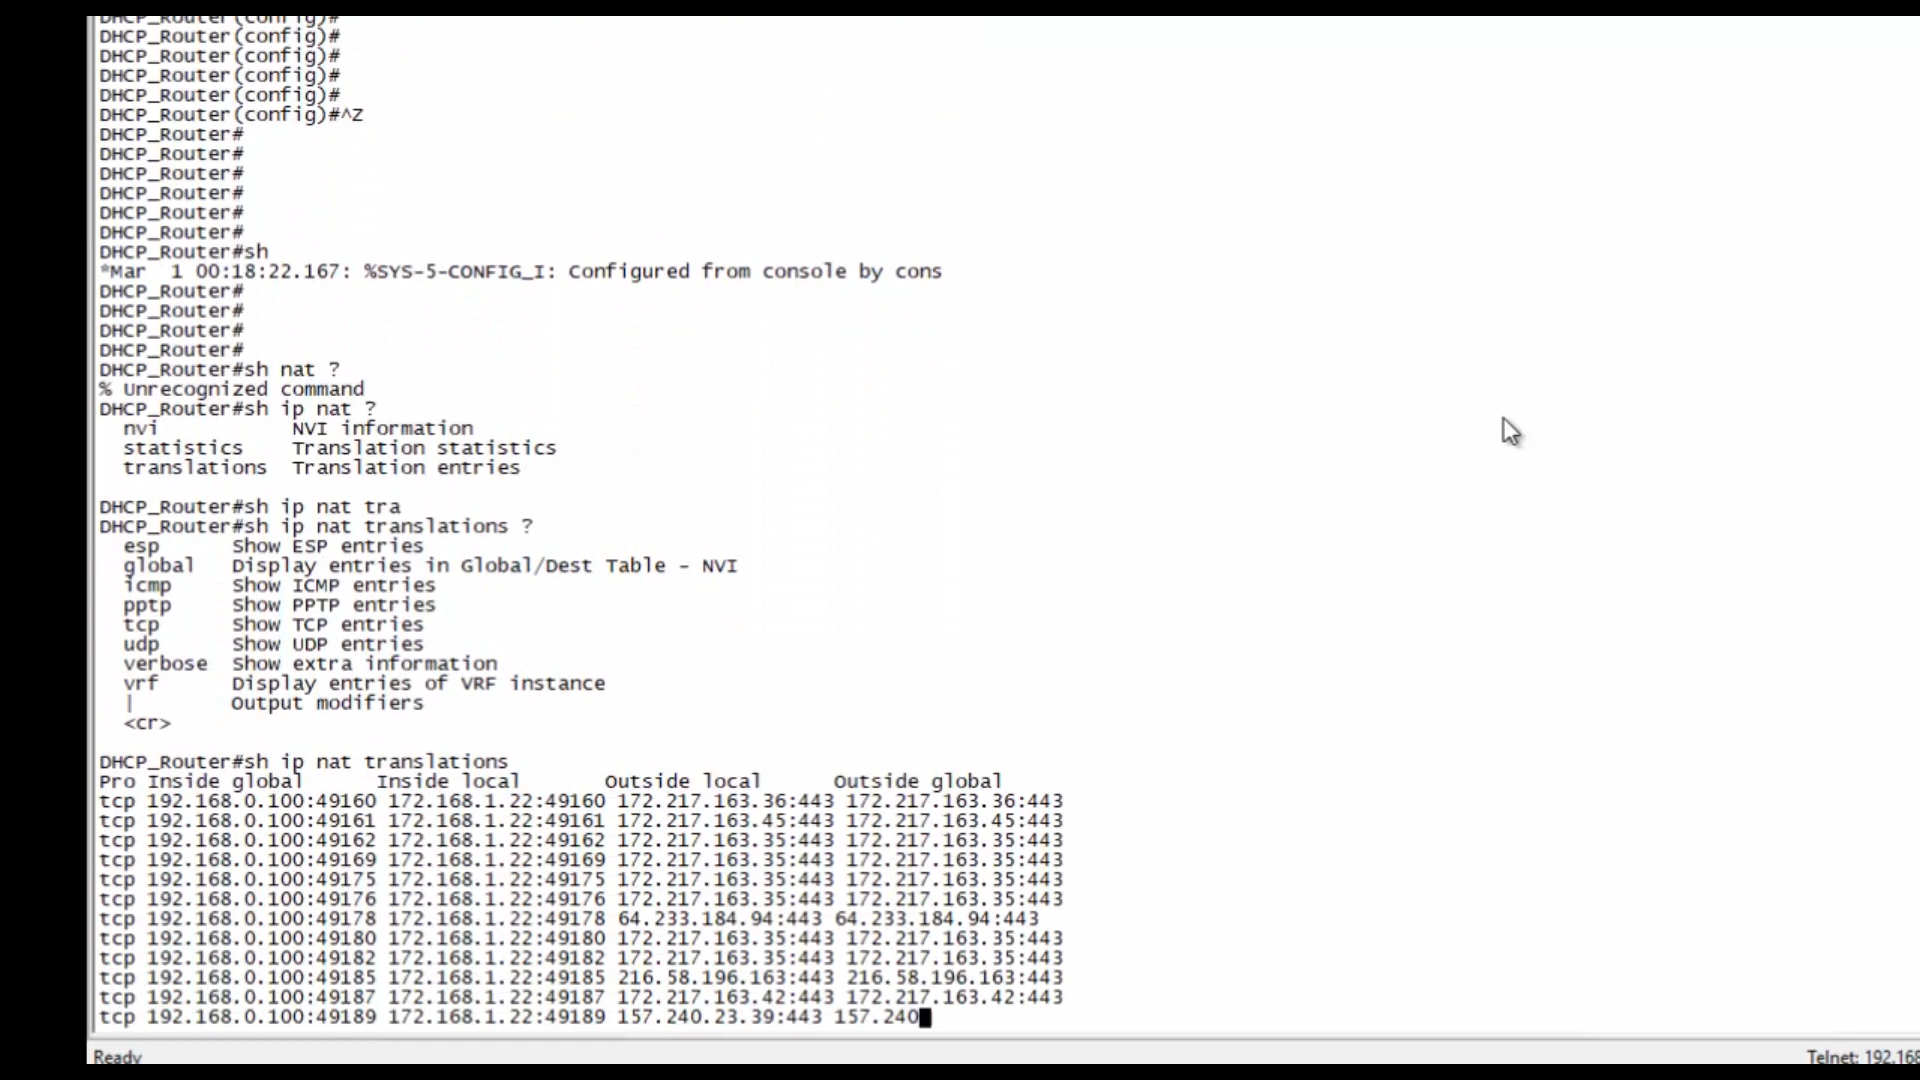 DHCP_Router(config)#
DHCP_Router(config)#
DHCP_Router(config)#
DHCP_Router(config)#
DHCP_Router(config)#
DHCP_Router(config)#^Z
DHCP_Router#
DHCP_Router#
DHCP_Router#
DHCP_Router#
DHCP_Router#
DHCP_Router#
DHCP_Router#sh
*Mar  1 00:18:22.167: %SYS-5-CONFIG_I: Configured from console by cons
DHCP_Router#
DHCP_Router#
DHCP_Router#
DHCP_Router#
DHCP_Router#sh nat ?
% Unrecognized command
DHCP_Router#sh ip nat ?
  nvi           NVI information
  statistics    Translation statistics
  translations  Translation entries
DHCP_Router#sh ip nat tra
DHCP_Router#sh ip nat translations ?
  esp      Show ESP entries
  global   Display entries in Global/Dest Table - NVI
  icmp     Show ICMP entries
  pptp     Show PPTP entries
  tcp      Show TCP entries
  udp      Show UDP entries
  verbose  Show extra information
  vrf      Display entries of VRF instance
  |        Output modifiers
  <cr>
DHCP_Router#sh ip nat translations
Pro Inside global      Inside local       Outside local      Outside global
tcp 192.168.0.100:49160 172.168.1.22:49160 172.217.163.36:443 172.217.163.36:443
tcp 192.168.0.100:49161 172.168.1.22:49161 172.217.163.45:443 172.217.163.45:443
tcp 192.168.0.100:49162 172.168.1.22:49162 172.217.163.35:443 172.217.163.35:443
tcp 192.168.0.100:49169 172.168.1.22:49169 172.217.163.35:443 172.217.163.35:443
tcp 192.168.0.100:49175 172.168.1.22:49175 172.217.163.35:443 172.217.163.35:443
tcp 192.168.0.100:49176 172.168.1.22:49176 172.217.163.35:443 172.217.163.35:443
tcp 192.168.0.100:49178 172.168.1.22:49178 64.233.184.94:443 64.233.184.94:443
tcp 192.168.0.100:49180 172.168.1.22:49180 172.217.163.35:443 172.217.163.35:443
tcp 192.168.0.100:49182 172.168.1.22:49182 172.217.163.35:443 172.217.163.35:443
tcp 192.168.0.100:49185 172.168.1.22:49185 216.58.196.163:443 216.58.196.163:443
tcp 192.168.0.100:49187 172.168.1.22:49187 172.217.163.42:443 172.217.163.42:443
tcp 192.168.0.100:49189 172.168.1.22:49189 157.240.23.39:443 157.240
Ready
Telnet: 192.168